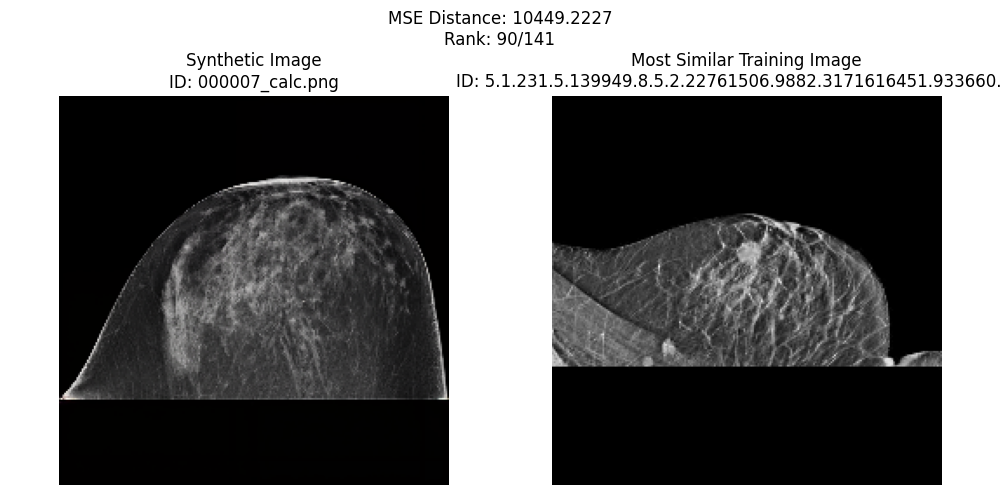 MSE Distance: 10449.2227
Rank: 90/141
Synthetic Image
ID: 000007_calc.png
Most Similar Training Image
ID: 5.1.231.5.139949.8.5.2.22761506.9882.3171616451.933660.